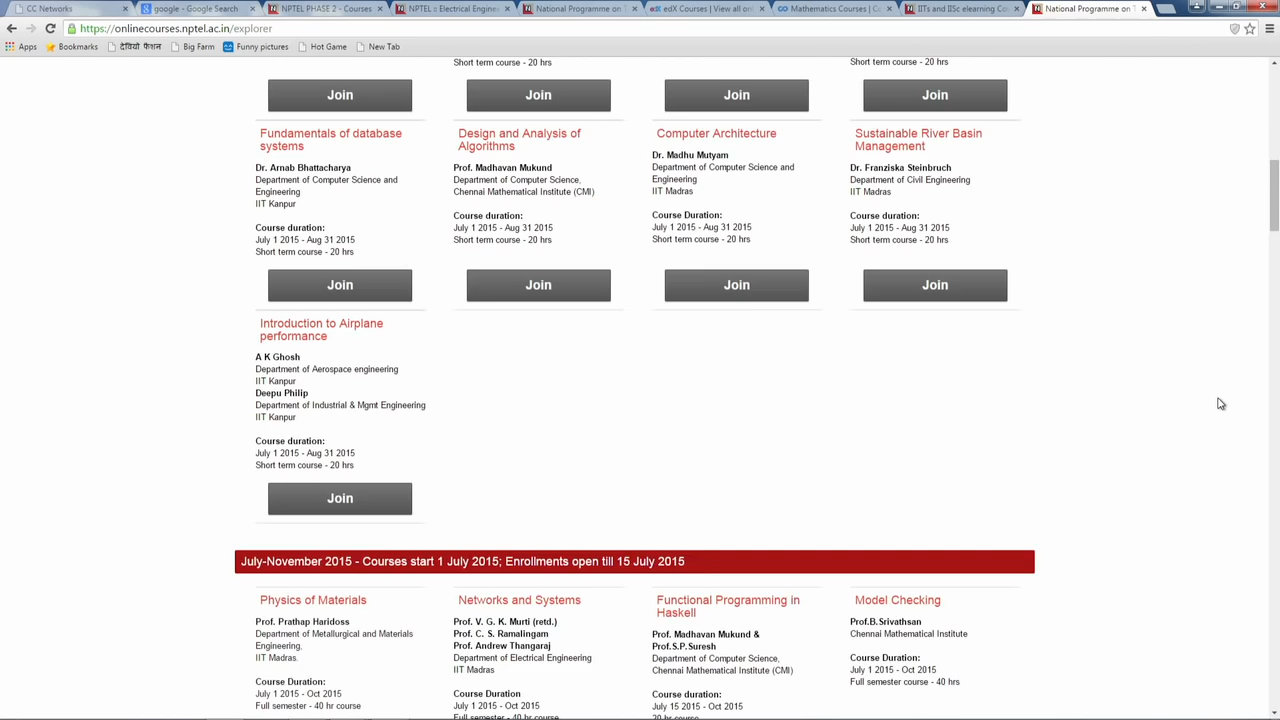 CC Networks
google - Google Search
NPTEL PHASE 2 - Courses
NPTEL :: Electrical Engine
National Programme on T
edX Courses | View all onl
Mathematics Courses | Co
IITs and IISc elearning Co
National Programme on T
https://onlinecourses.nptel.ac.in/explorer
Apps
Bookmarks
देवियो फैशल
Big Farm
Funny pictures
Hot Game
New Tab
Short term course - 20 hrs
Short term course - 20 hrs
Short term course - 20 hrs
Join
Join
Join
Join
Fundamentals of database
systems
Dr. Arnab Bhattacharya
Department of Computer Science and
Engineering
IIT Kanpur
Course duration:
July 1 2015 - Aug 31 2015
Short term course - 20 hrs
Join
Design and Analysis of
Algorithms
Prof. Madhavan Mukund
Department of Computer Science,
Chennai Mathematical Institute (CMI)
Course duration:
July 1 2015 - Aug 31 2015
Short term course - 20 hrs
Join
Computer Architecture
Dr. Madhu Mutyam
Department of Computer Science and
Engineering
IIT Madras
Course Duration:
July 1 2015 - Aug 31 2015
Short term course - 20 hrs
Join
Sustainable River Basin
Management
Dr. Franziska Steinbruch
Department of Civil Engineering
IIT Madras
Course duration:
July 1 2015 - Aug 31 2015
Short term course - 20 hrs
Join
Introduction to Airplane
performance
A K Ghosh
Department of Aerospace engineering
IIT Kanpur
Deepu Philip
Department of Industrial & Mgmt Engineering
IIT Kanpur
Course duration:
July 1 2015 - Aug 31 2015
Short term course - 20 hrs
Join
July-November 2015 - Courses start 1 July 2015; Enrollments open till 15 July 2015
Physics of Materials
Prof. Prathap Haridoss
Department of Metallurgical and Materials
Engineering,
IIT Madras.
Course Duration:
July 1 2015 - Oct 2015
Full semester - 40 hr course
Networks and Systems
Prof. V. G. K. Murti (retd.)
Prof. C. S. Ramalingam
Prof. Andrew Thangaraj
Department of Electrical Engineering
IIT Madras
Course Duration
July 1 2015 - Oct 2015
Full semester - 40 hr course
Functional Programming in
Haskell
Prof. Madhavan Mukund &
Prof.S.P.Suresh
Department of Computer Science,
Chennai Mathematical Institute (CMI)
Course duration:
July 15 2015 - Oct 2015
20 hr course
Model Checking
Prof.B.Srivathsan
Chennai Mathematical Institute
Course Duration:
July 1 2015 - Oct 2015
Full semester course - 40 hrs